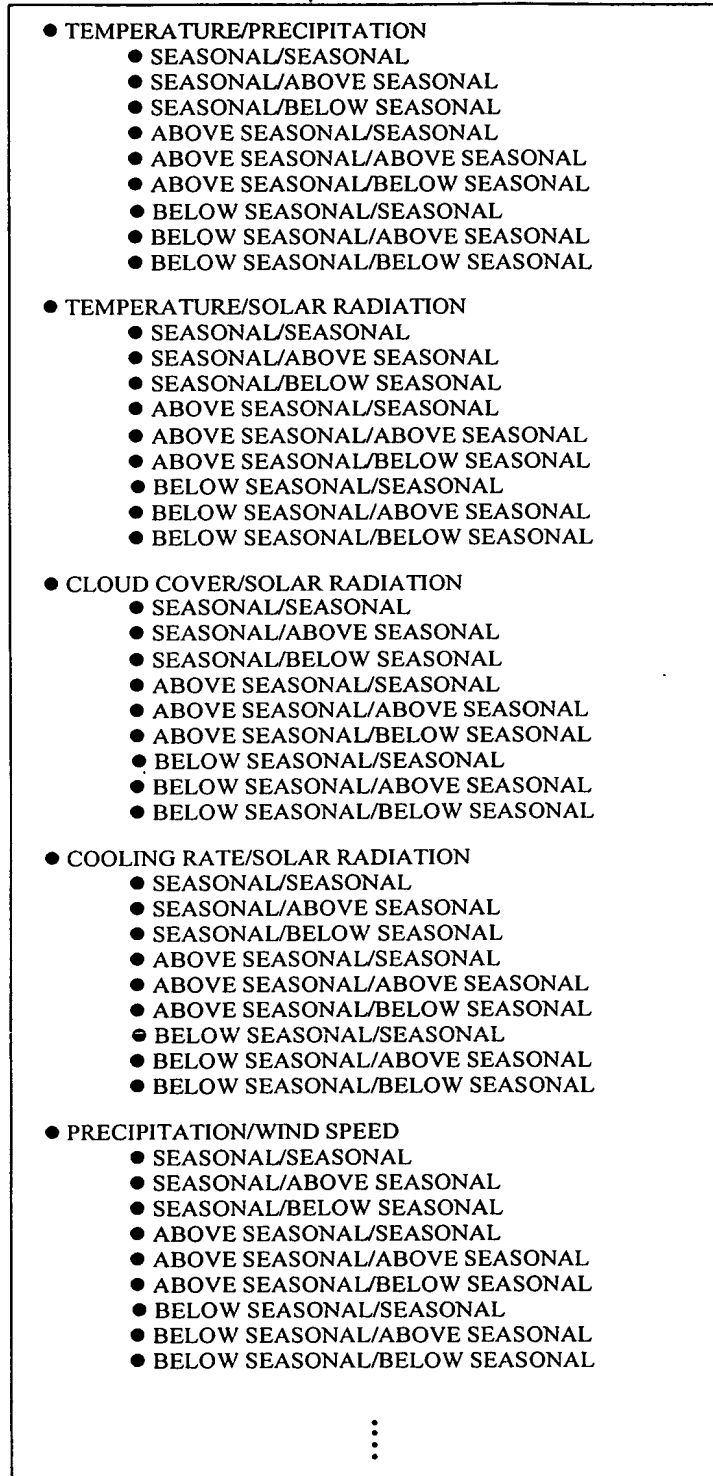 ● TEMPERATURE/PRECIPITATION
● SEASONAL/SEASONAL
● SEASONAL/ABOVE SEASONAL
● SEASONAL/BELOW SEASONAL
● ABOVE SEASONAL/SEASONAL
● ABOVE SEASONAL/ABOVE SEASONAL
● ABOVE SEASONAL/BELOW SEASONAL
● BELOW SEASONAL/SEASONAL
● BELOW SEASONAL/ABOVE SEASONAL
● BELOW SEASONAL/BELOW SEASONAL
● TEMPERATURE/SOLAR RADIATION
● SEASONAL/SEASONAL
● SEASONAL/ABOVE SEASONAL
● SEASONAL/BELOW SEASONAL
● ABOVE SEASONAL/SEASONAL
● ABOVE SEASONAL/ABOVE SEASONAL
● ABOVE SEASONAL/BELOW SEASONAL
● BELOW SEASONAL/SEASONAL
● BELOW SEASONAL/ABOVE SEASONAL
● BELOW SEASONAL/BELOW SEASONAL
● CLOUD COVER/SOLAR RADIATION
● SEASONAL/SEASONAL
● SEASONAL/ABOVE SEASONAL
● SEASONAL/BELOW SEASONAL
● ABOVE SEASONAL/SEASONAL
● ABOVE SEASONAL/ABOVE SEASONAL
● ABOVE SEASONAL/BELOW SEASONAL
● BELOW SEASONAL/SEASONAL
● BELOW SEASONAL/ABOVE SEASONAL
● BELOW SEASONAL/BELOW SEASONAL
● COOLING RATE/SOLAR RADIATION
● SEASONAL/SEASONAL
● SEASONAL/ABOVE SEASONAL
● SEASONAL/BELOW SEASONAL
● ABOVE SEASONAL/SEASONAL
● ABOVE SEASONAL/ABOVE SEASONAL
● ABOVE SEASONAL/BELOW SEASONAL
● BELOW SEASONAL/SEASONAL
● BELOW SEASONAL/ABOVE SEASONAL
● BELOW SEASONAL/BELOW SEASONAL
● PRECIPITATION/WIND SPEED
● SEASONAL/SEASONAL
● SEASONAL/ABOVE SEASONAL
● SEASONAL/BELOW SEASONAL
● ABOVE SEASONAL/SEASONAL
● ABOVE SEASONAL/ABOVE SEASONAL
● ABOVE SEASONAL/BELOW SEASONAL
● BELOW SEASONAL/SEASONAL
● BELOW SEASONAL/ABOVE SEASONAL
● BELOW SEASONAL/BELOW SEASONAL